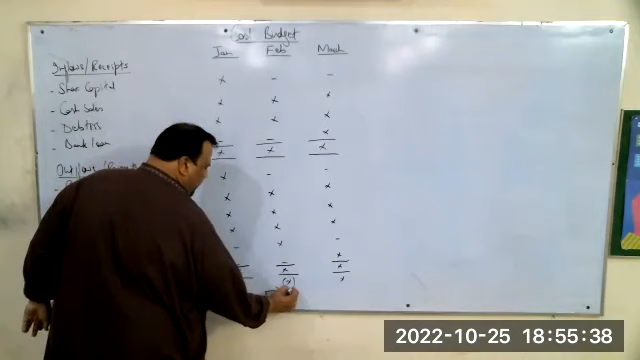 Cash Budget
Jan Feb March
Inflows/Receipts
x - -
- Share Capital
x x x
- Cash Sales
x x x
- Debtors
- - x
- Bank loan
x x x
Outflows/
x - -
x x x
x x x
x x x
- x -
- x
x x
(x) x
2022-10-25 18:55:38